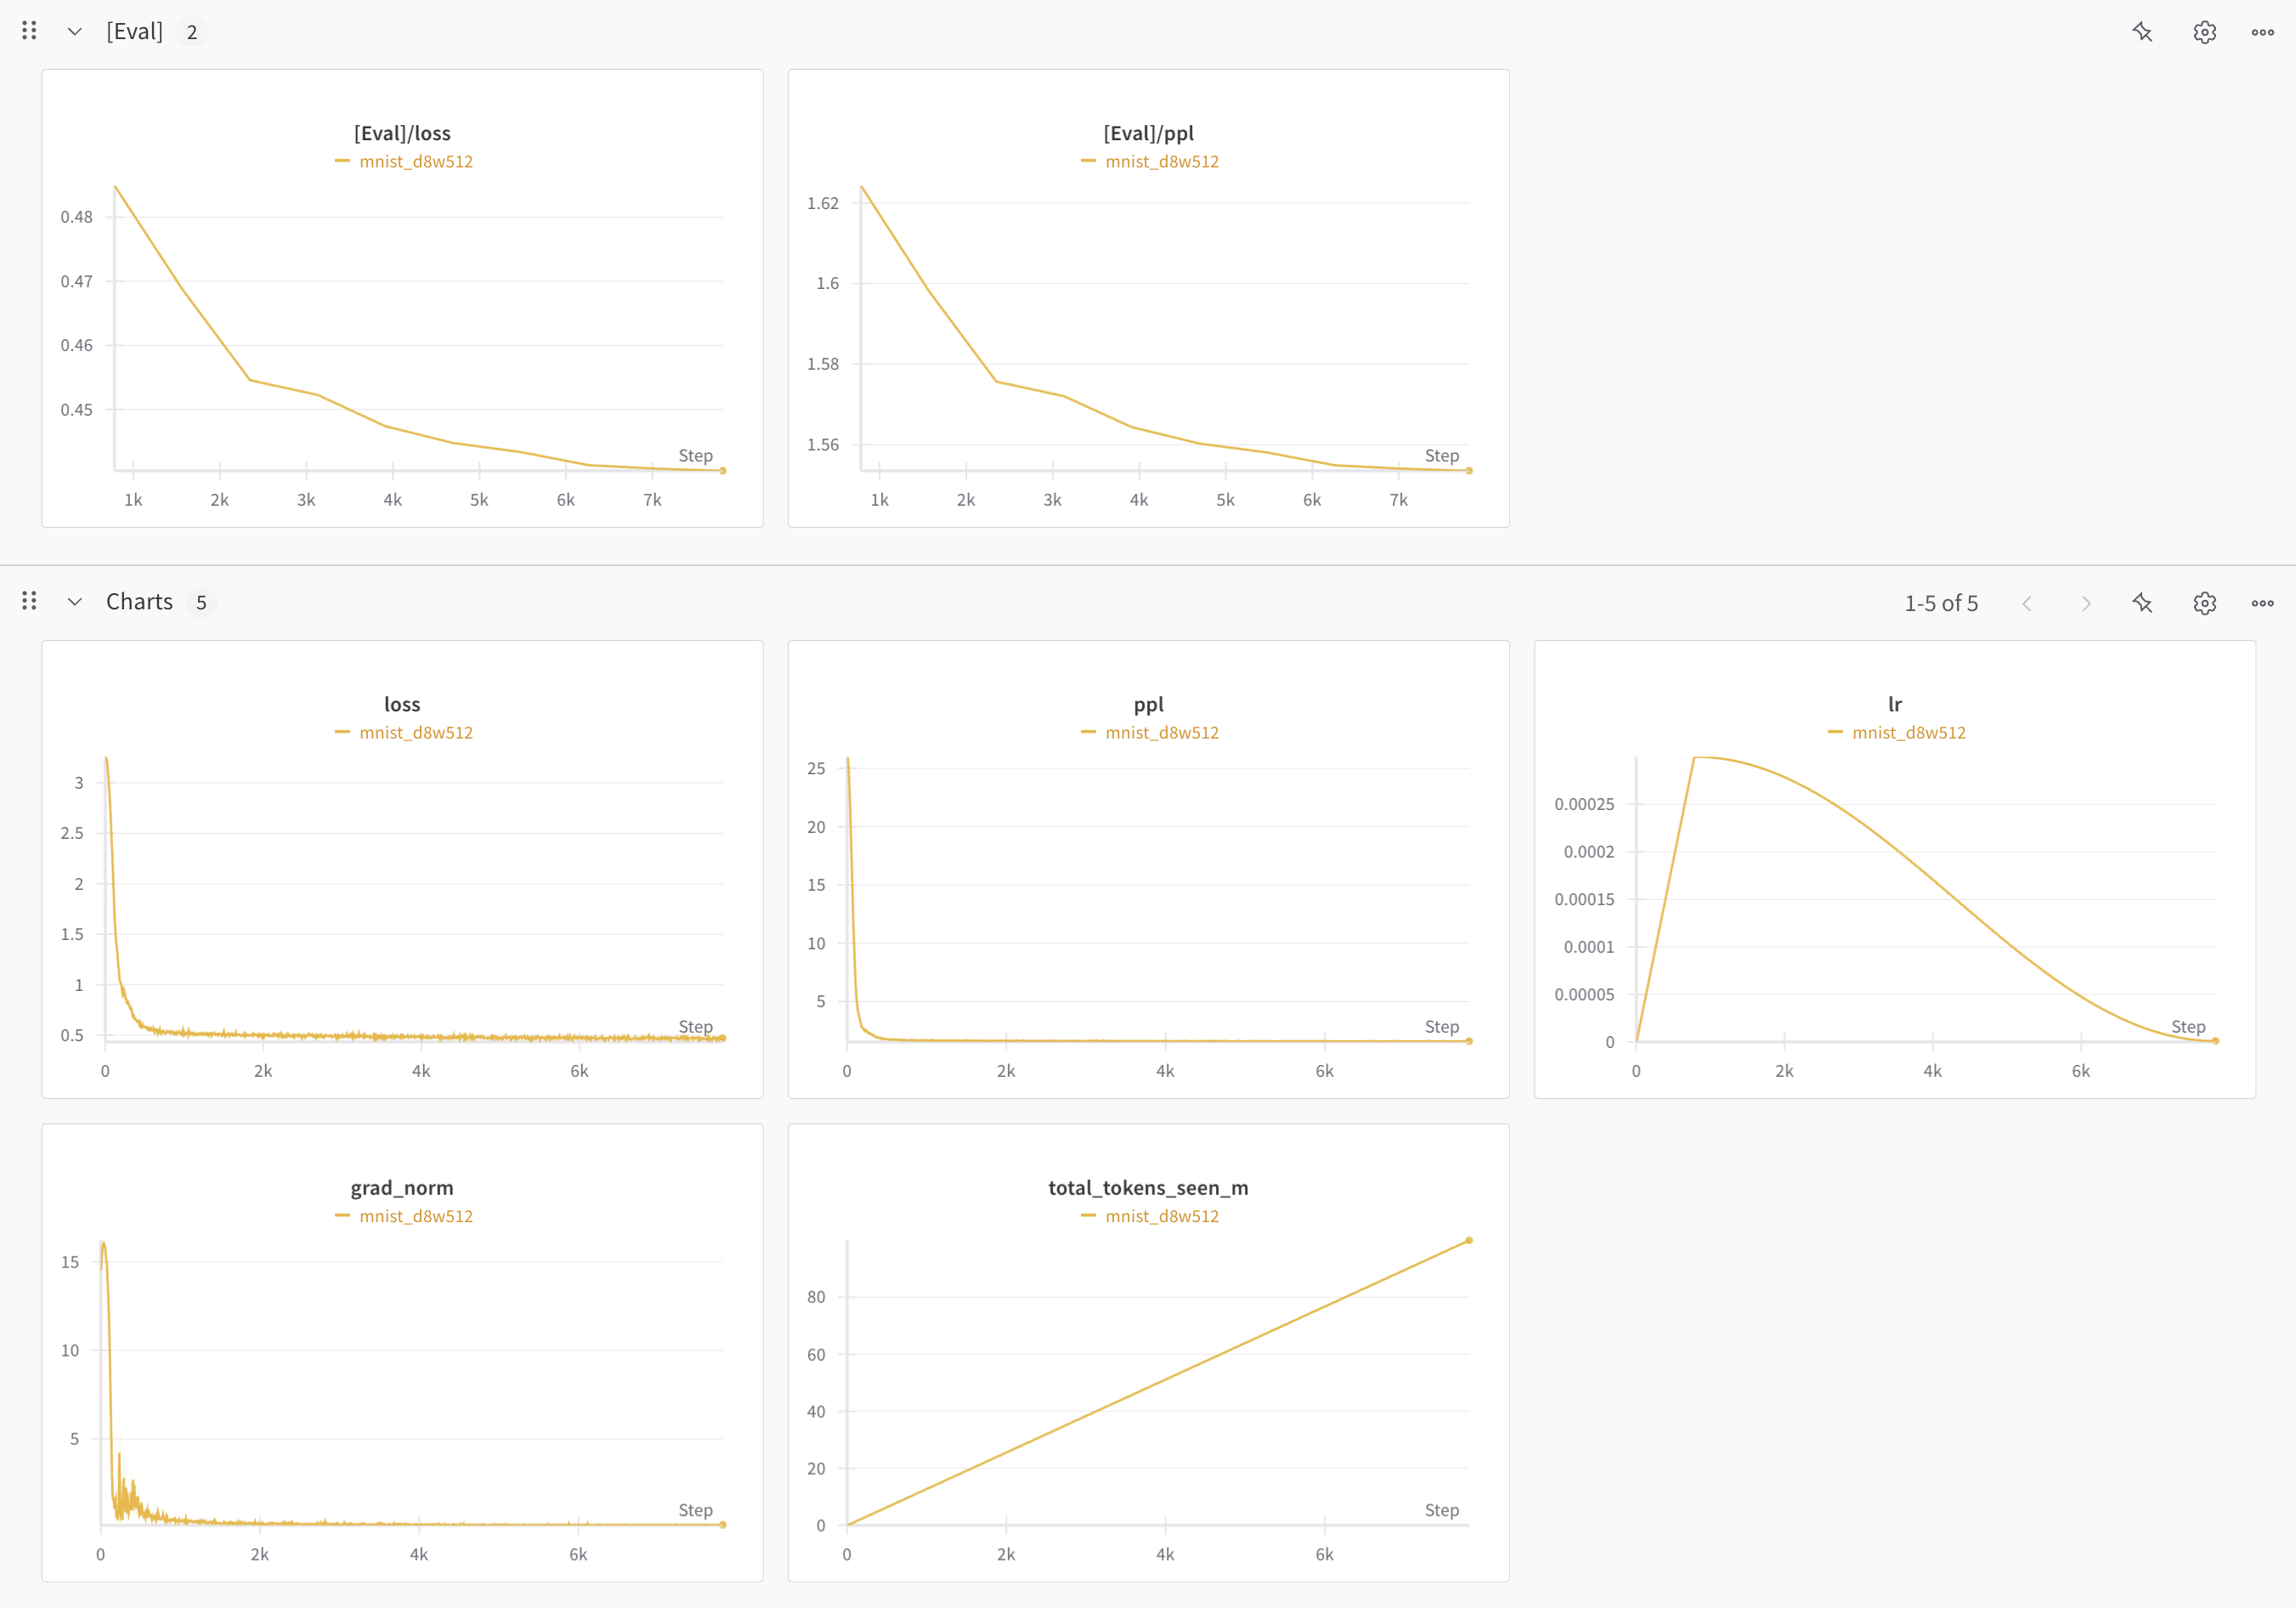 [Eval] 2
[Eval]/loss
mnist_d8w512
0.48
0.47
0.46
0.45
Step
1k 2k 3k 4k 5k 6k 7k
[Eval]/ppl
mnist_d8w512
1.62
1.6
1.58
1.56
Step
1k 2k 3k 4k 5k 6k 7k
Charts 5
1-5 of 5
loss
mnist_d8w512
3
2.5
2
1.5
1
0.5
Step
0 2k 4k 6k
ppl
mnist_d8w512
25
20
15
10
5
Step
0 2k 4k 6k
lr
mnist_d8w512
0.00025
0.0002
0.00015
0.0001
0.00005
0
Step
0 2k 4k 6k
grad_norm
mnist_d8w512
15
10
5
Step
0 2k 4k 6k
total_tokens_seen_m
mnist_d8w512
80
60
40
20
0
Step
0 2k 4k 6k